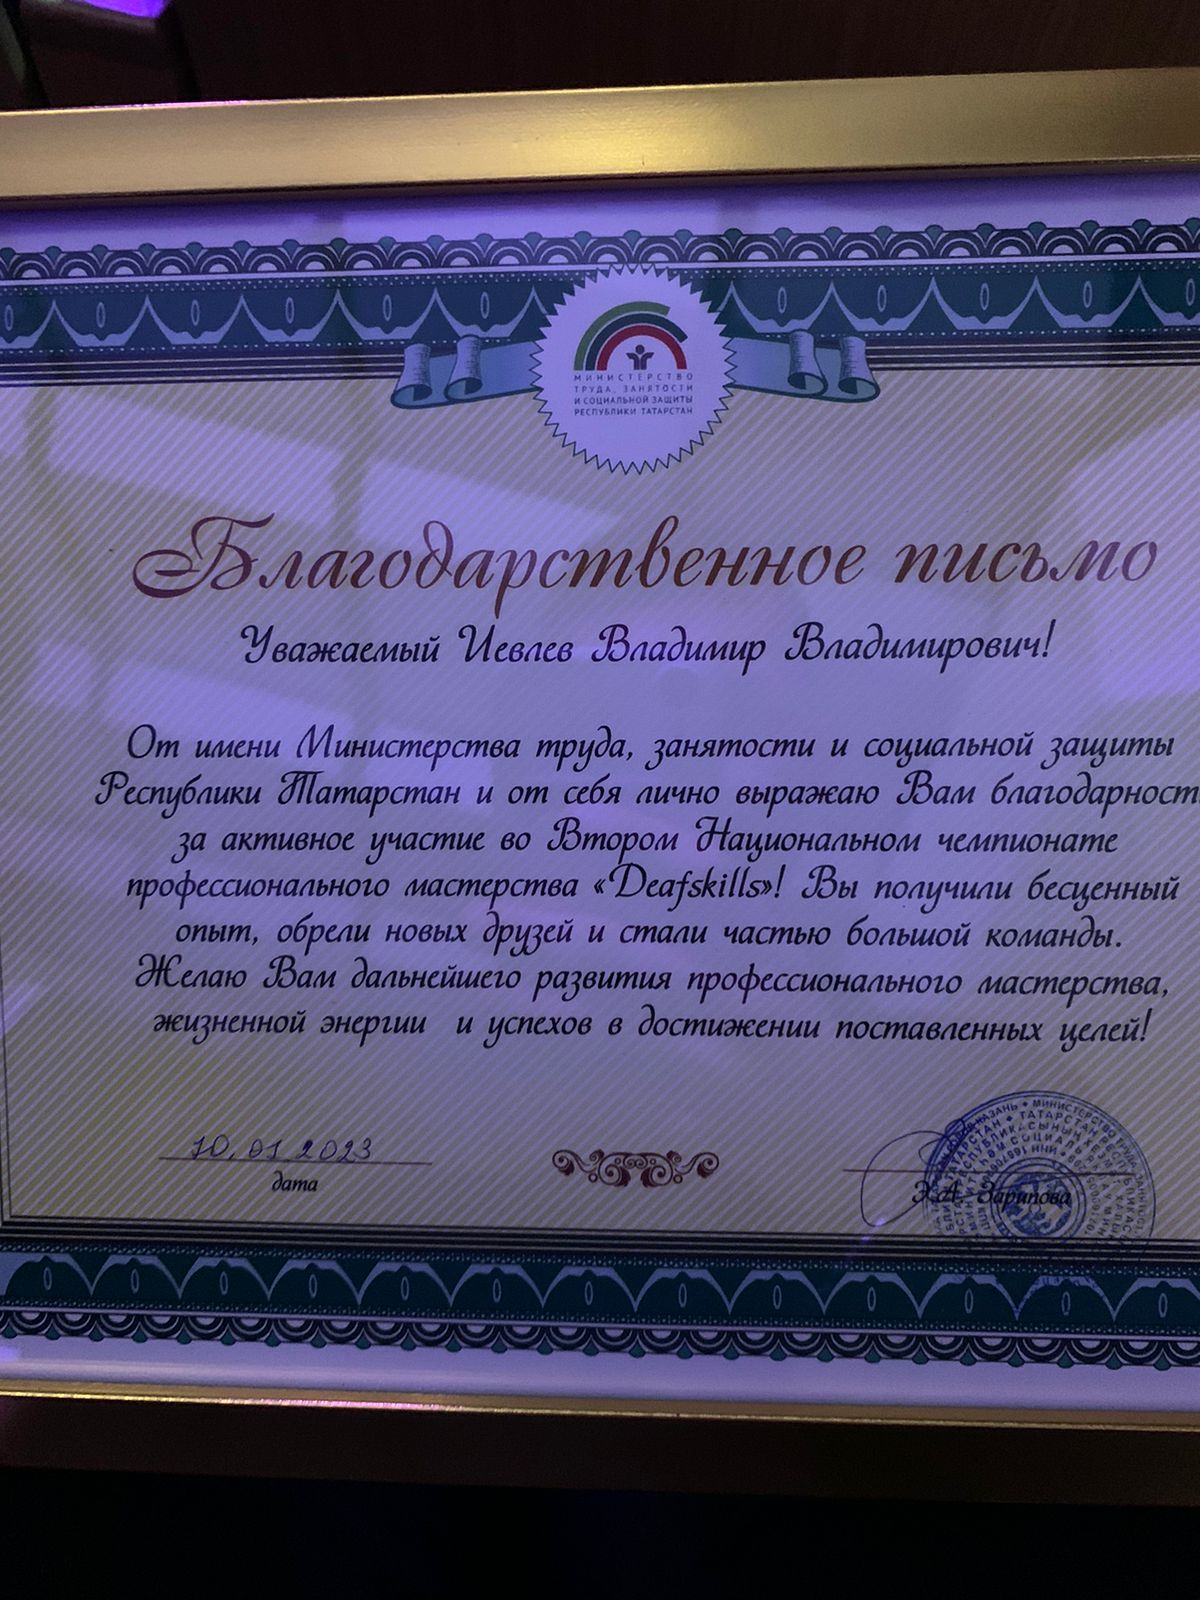 МИНИСТЕРСТВО
ТРУДА, ЗАНЯТОСТИ
И СОЦИАЛЬНОЙ ЗАЩИТЫ
РЕСПУБЛИКИ ТАТАРСТАН
Благодарственное письмо
Уважаемый Иевлев Владимир Владимирович!
От имени Министерства труда, занятости и социальной защиты
Республики Татарстан и от себя лично выражаю Вам благодарност
за активное участие во Втором Национальном чемпионате
профессионального мастерства «Deafskills»! Вы получили бесценный
опыт, обрели новых друзей и стали частью большой команды.
Желаю Вам дальнейшего развития профессионального мастерства,
жизненной энергии и успехов в достижении поставленных целей!
10.01 2023
дата
Э.А. Зарипова